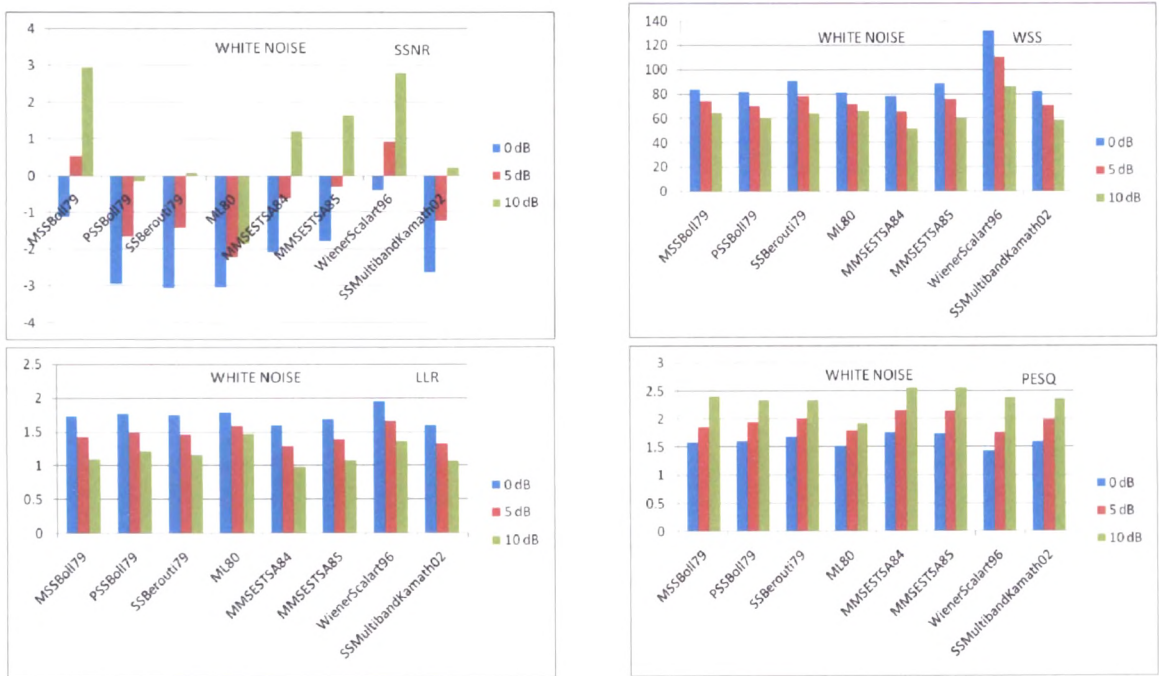 4
3
2
1
0
-1
-2
-3
-4
WHITE NOISE
SSNR
0 dB
5 dB
10 dB
MSSBoll79
PSSBoll79
SSBerouti79
ML80
MMSESTSA84
MMSESTSA85
WienerScalart96
SSMultibandKamath02
140
120
100
80
60
40
20
0
WHITE NOISE
WSS
0 dB
5 dB
10 dB
MSSBoll79
PSSBoll79
SSBerouti79
ML80
MMSESTSA84
MMSESTSA85
WienerScalart96
SSMultibandKamath02
2.5
2
1.5
1
0.5
0
WHITE NOISE
LLR
0 dB
5 dB
10 dB
MSSBoll79
PSSBoll79
SSBerouti79
ML80
MMSESTSA84
MMSESTSA85
WienerScalart96
SSMultibandKamath02
3
2.5
2
1.5
1
0.5
0
WHITE NOISE
PESQ
0 dB
5 dB
10 dB
MSSBoll79
PSSBoll79
SSBerouti79
ML80
MMSESTSA84
MMSESTSA85
WienerScalart96
SSMultibandKamath02